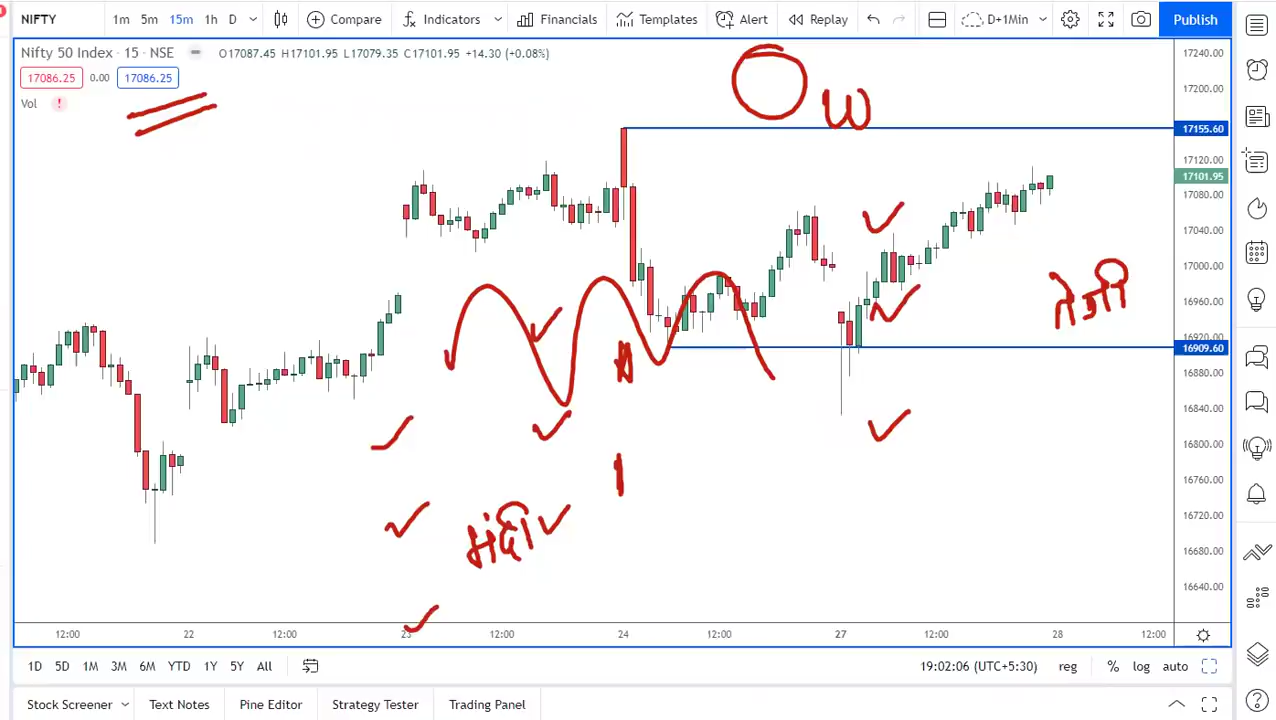 NIFTY 1m 5m 15m 1h D Compare Indicators Financials Templates Alert Replay D+1Min Publish
Nifty 50 Index · 15 · NSE O17087.45 H17101.95 L17079.35 C17101.95 +14.30 (+0.08%)
17086.25 0.00 17086.25
Vol !
W
17240.00
17200.00
17155.60
17120.00
17101.95
17080.00
17040.00
17000.00
16960.00
16920.00
16909.60
16880.00
16840.00
16800.00
16760.00
16720.00
16680.00
16640.00
तेजी
मंदी
12:00 22 12:00 23 12:00 24 12:00 27 12:00 28 12:00
1D 5D 1M 3M 6M YTD 1Y 5Y All 19:02:06 (UTC+5:30) reg % log auto
Stock Screener Text Notes Pine Editor Strategy Tester Trading Panel